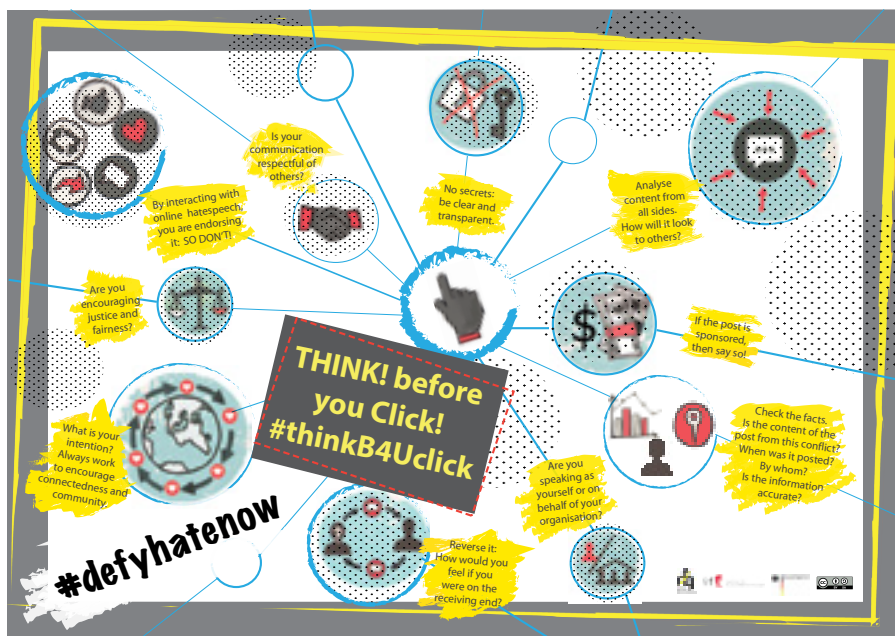 Is your
communication
respectful of
others?
By interacting with
online hatespeech,
you are endorsing
it: SO DON'T!
No secrets:
be clear and
transparent.
Analyse
content from
all sides.
How will it look
to others?
Are you
encouraging
justice and
fairness?
$
If the post is
sponsored,
then say so!
THINK! before
you Click!
#thinkB4Uclick
What is your
intention?
Always work
to encourage
connectedness and
community.
Check the facts.
Is the content of the
post from this conflict?
When was it posted?
By whom?
Is the information
accurate?
Are you
speaking as
yourself or on
behalf of your
organisation?
#defyhatenow
Reverse it:
How would you
feel if you
were on the
receiving end?